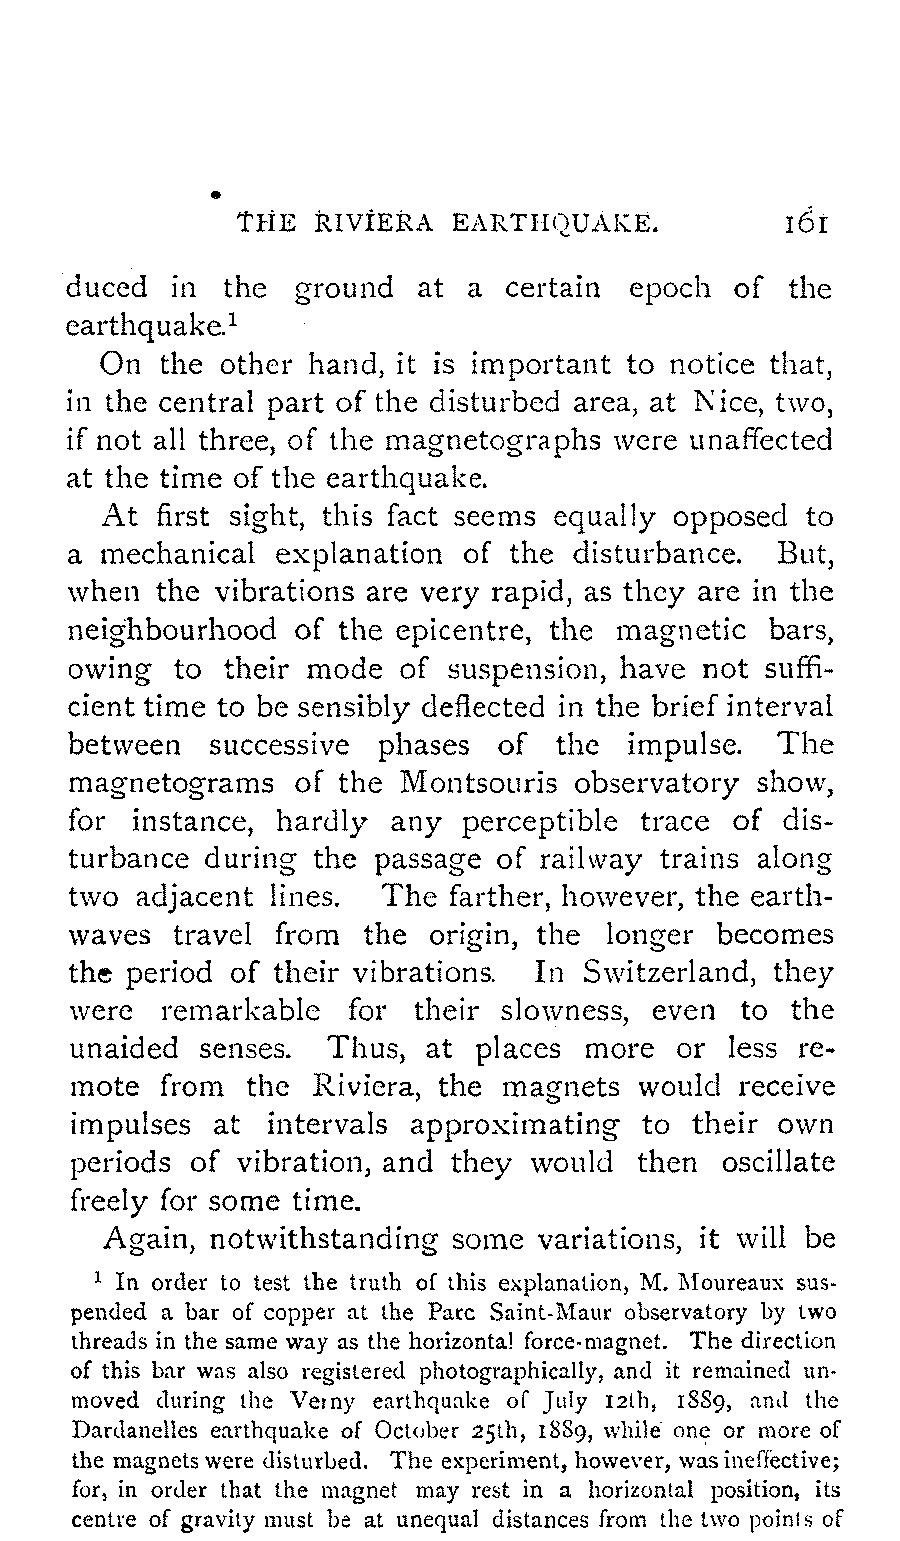 THE RIVIERA EARTHQUAKE. 161
duced in the ground at a certain epoch of the
earthquake.¹
On the other hand, it is important to notice that,
in the central part of the disturbed area, at Nice, two,
if not all three, of the magnetographs were unaffected
at the time of the earthquake.
At first sight, this fact seems equally opposed to
a mechanical explanation of the disturbance. But,
when the vibrations are very rapid, as they are in the
neighbourhood of the epicentre, the magnetic bars,
owing to their mode of suspension, have not suffi-
cient time to be sensibly deflected in the brief interval
between successive phases of the impulse. The
magnetograms of the Montsouris observatory show,
for instance, hardly any perceptible trace of dis-
turbance during the passage of railway trains along
two adjacent lines. The farther, however, the earth-
waves travel from the origin, the longer becomes
the period of their vibrations. In Switzerland, they
were remarkable for their slowness, even to the
unaided senses. Thus, at places more or less re-
mote from the Riviera, the magnets would receive
impulses at intervals approximating to their own
periods of vibration, and they would then oscillate
freely for some time.
Again, notwithstanding some variations, it will be
¹ In order to test the truth of this explanation, M. Moureaux sus-
pended a bar of copper at the Parc Saint-Maur observatory by two
threads in the same way as the horizontal force-magnet. The direction
of this bar was also registered photographically, and it remained un-
moved during the Verny earthquake of July 12th, 1889, and the
Dardanelles earthquake of October 25th, 1889, while one or more of
the magnets were disturbed. The experiment, however, was ineffective;
for, in order that the magnet may rest in a horizontal position, its
centre of gravity must be at unequal distances from the two points of